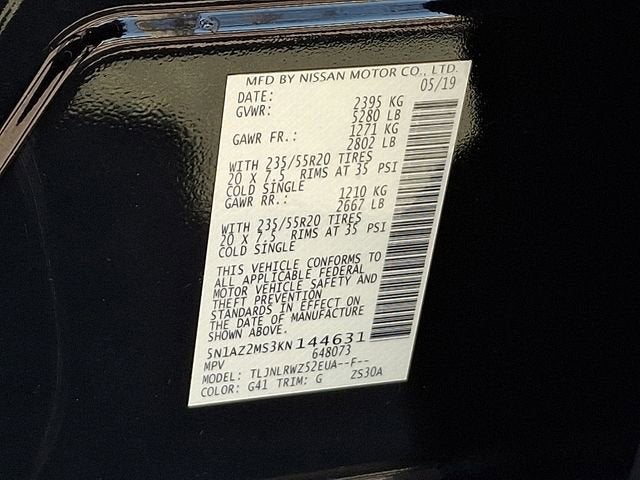 MFD BY NISSAN MOTOR CO., LTD.
DATE: 05/19
GVWR: 2395 KG
5280 LB
GAWR FR.: 1271 KG
2802 LB
WITH 235/55R20 TIRES
20 X 7.5 RIMS AT 35 PSI
COLD SINGLE
GAWR RR.: 1210 KG
2667 LB
WITH 235/55R20 TIRES
20 X 7.5 RIMS AT 35 PSI
COLD SINGLE
THIS VEHICLE CONFORMS TO
ALL APPLICABLE FEDERAL
MOTOR VEHICLE SAFETY AND
THEFT PREVENTION
STANDARDS IN EFFECT ON
THE DATE OF MANUFACTURE
SHOWN ABOVE.
5N1AZ2MS3KN144631
MPV 648073
MODEL: TLJNLRWZ52EUA--F--
COLOR: G41 TRIM: G ZS30A